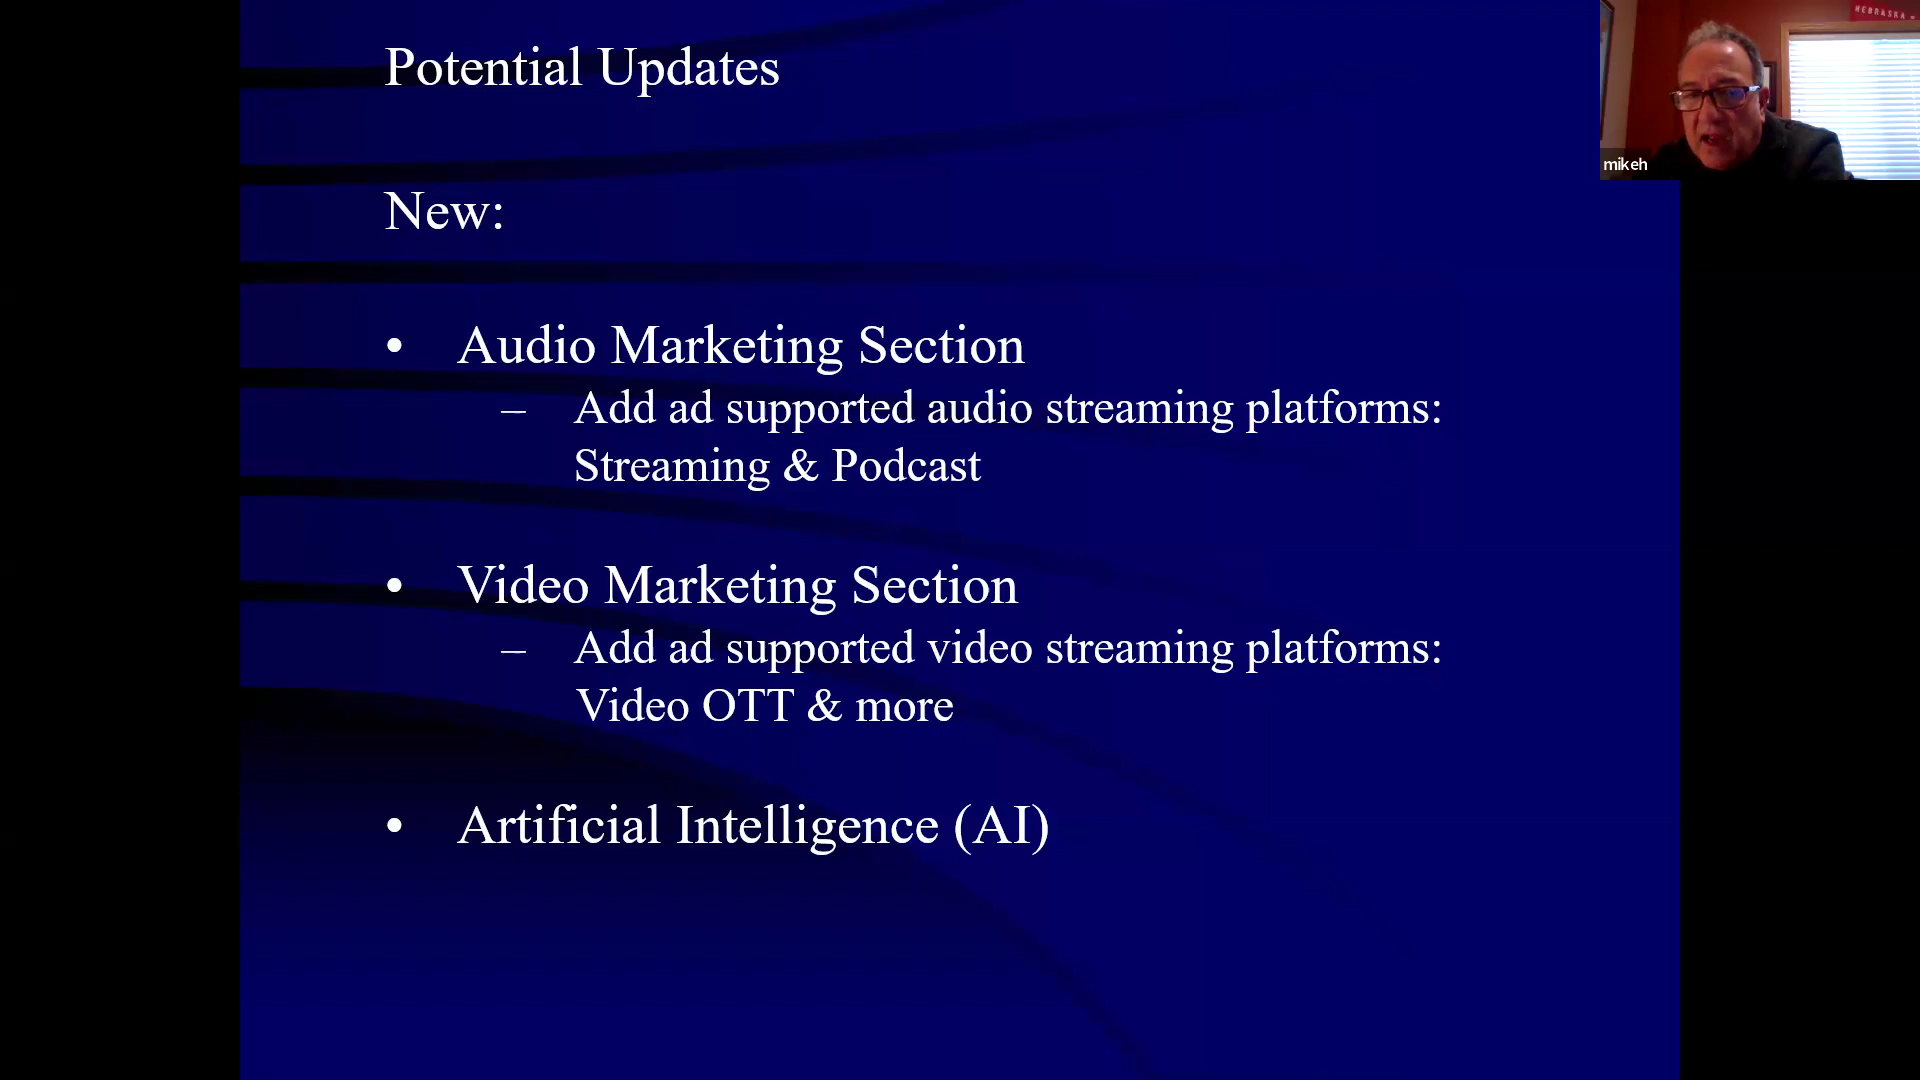 Potential Updates
NEBRASKA
mikeh
New:
• Audio Marketing Section
– Add ad supported audio streaming platforms:
Streaming & Podcast
• Video Marketing Section
– Add ad supported video streaming platforms:
Video OTT & more
• Artificial Intelligence (AI)